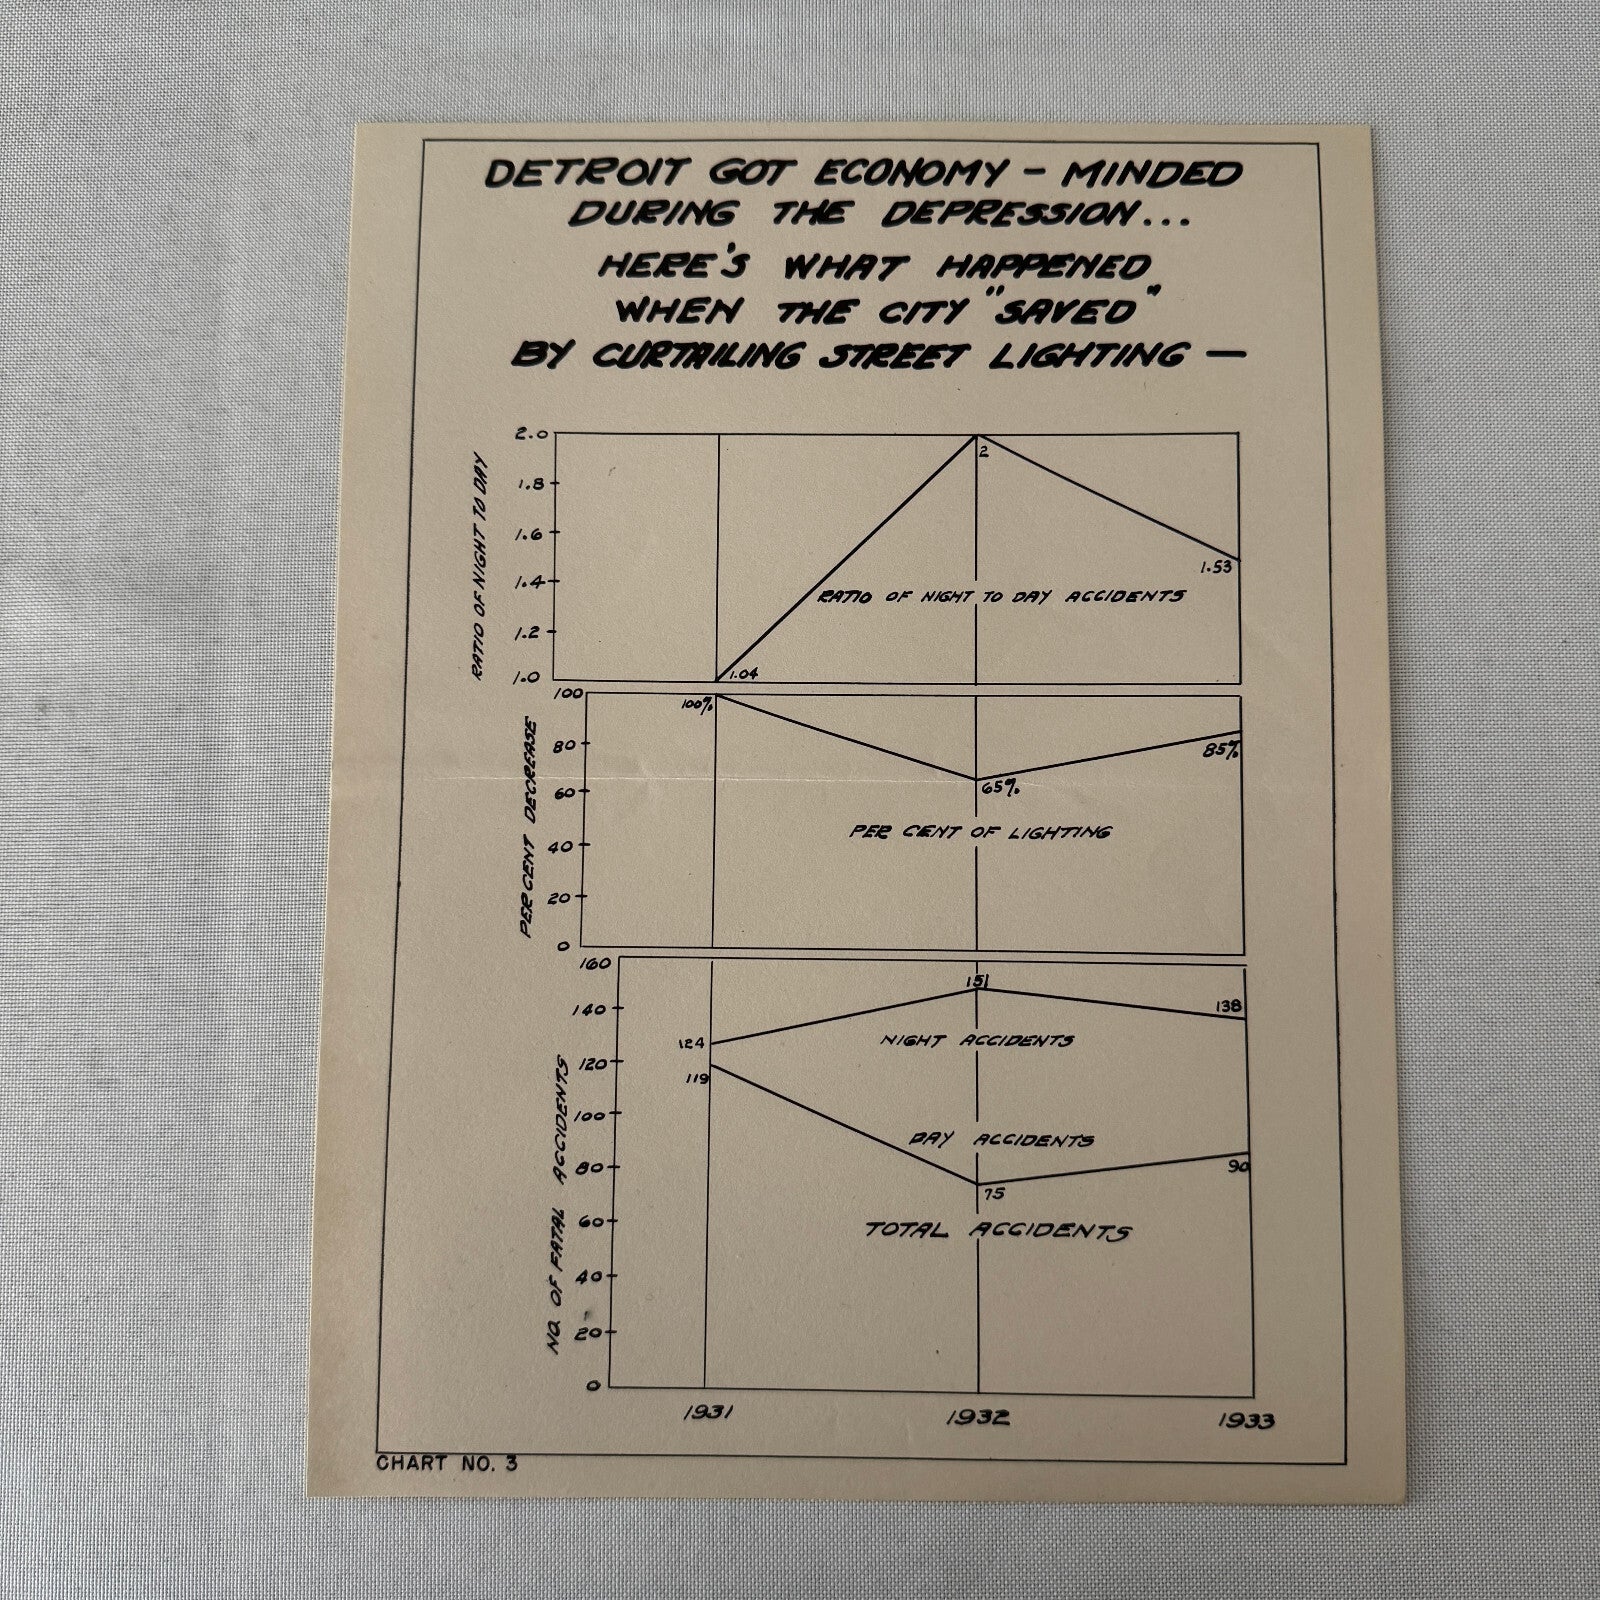 DETROIT GOT ECONOMY - MINDED
DURING THE DEPRESSION...
HERE'S WHAT HAPPENED
WHEN THE CITY "SAVED"
BY CURTAILING STREET LIGHTING —
RATIO OF NIGHT TO DAY
2.0
1.8
1.6
1.4
1.2
1.0
2
1.53
1.04
RATIO OF NIGHT TO DAY ACCIDENTS
PER CENT DECREASE
100
80
60
40
20
0
100%
65%
85%
PER CENT OF LIGHTING
NO. OF FATAL ACCIDENTS
160
140
120
100
80
60
40
20
0
124
151
138
NIGHT ACCIDENTS
119
75
90
DAY ACCIDENTS
TOTAL ACCIDENTS
1931 1932 1933
CHART NO. 3